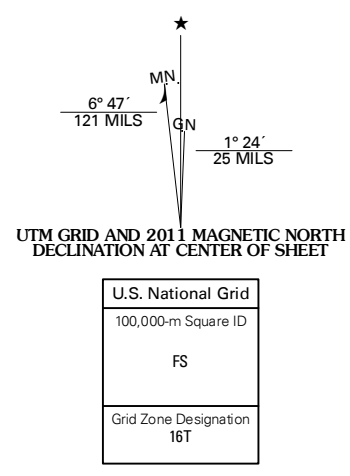 ★
MN.
6° 47´
121 MILS
GN
1° 24´
25 MILS
UTM GRID AND 2011 MAGNETIC NORTH
DECLINATION AT CENTER OF SHEET
U.S. National Grid
100,000-m Square ID
FS
Grid Zone Designation
16T